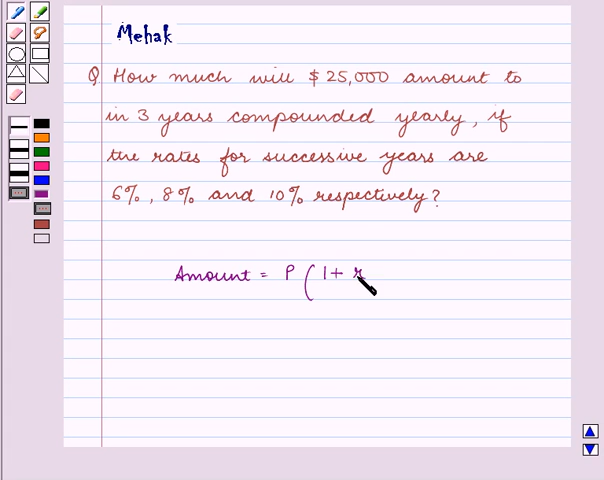 Mehak
Q How much will $ 25,000 amount to
in 3 years compounded yearly, if
the rates for successive years are
6%, 8% and 10% respectively?
Amount = P ( 1 + r